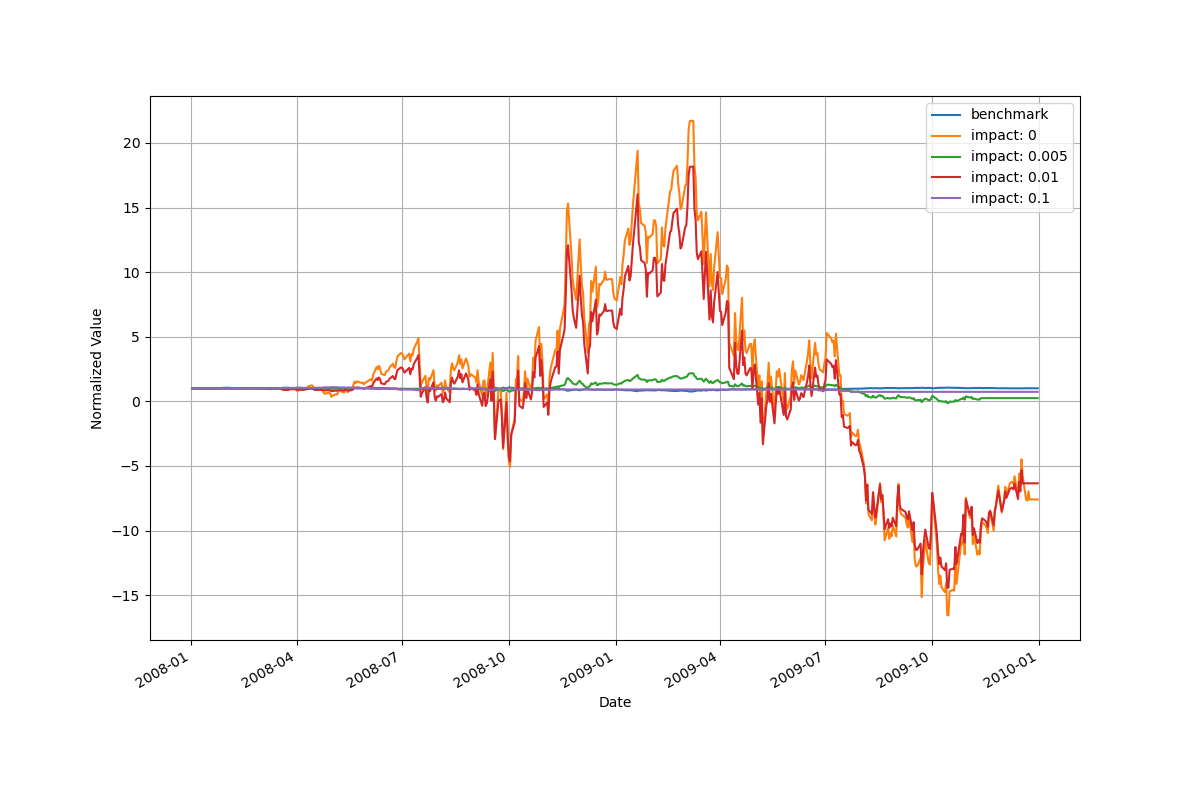 benchmark
impact: 0
impact: 0.005
impact: 0.01
impact: 0.1
Normalized Value
20
15
10
5
0
−5
−10
−15
2008-01
2008-04
2008-07
2008-10
2009-01
2009-04
2009-07
2009-10
2010-01
Date